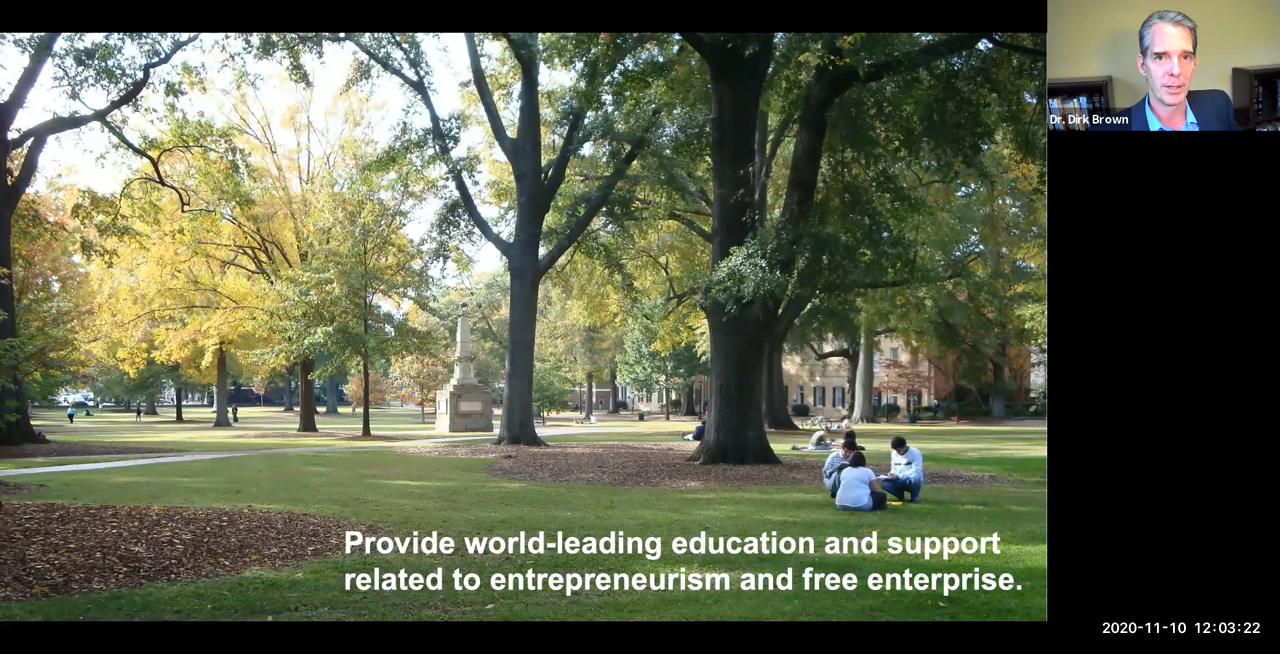 Dr. Dirk Brown
Provide world-leading education and support
related to entrepreneurism and free enterprise.
2020-11-10 12:03:22